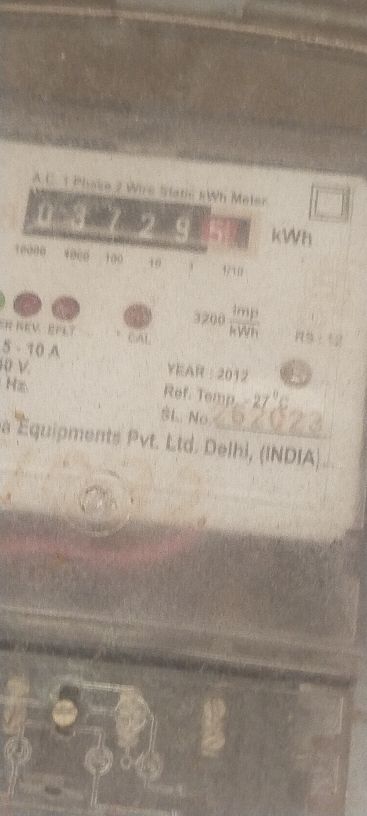 A.C. 1 Phase 2 Wire Static kWh Meter
0 3 7 2 9 5 kWh
10000 1000 100 10 1 1/10
3200 imp/kWh
REV. EPLT CAL RS - 12
5 - 10 A
0 V.
Hz.
YEAR : 2012
Ref. Temp. - 27°C
SL. No. 262023
a Equipments Pvt. Ltd. Delhi, (INDIA)